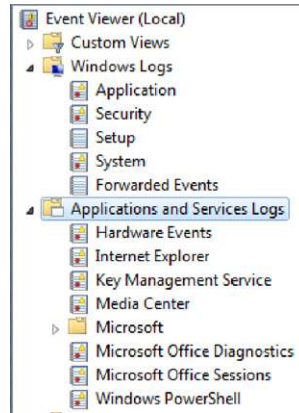 Event Viewer (Local)
Custom Views
Windows Logs
Application
Security
Setup
System
Forwarded Events
Applications and Services Logs
Hardware Events
Internet Explorer
Key Management Service
Media Center
Microsoft
Microsoft Office Diagnostics
Microsoft Office Sessions
Windows PowerShell